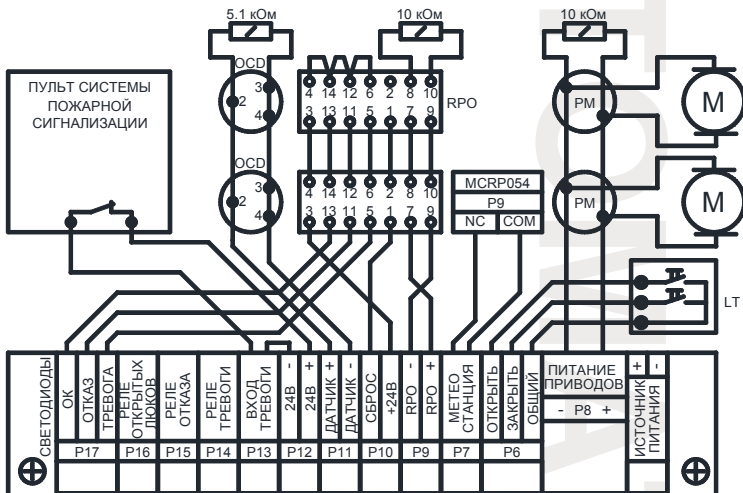 5.1 кОм
10 кОм
10 кОм
ПУЛЬТ СИСТЕМЫ
ПОЖАРНОЙ
СИГНАЛИЗАЦИИ
OCD
3
2
4
4 14 12 6 2 8 10
3 13 11 5 1 7 9
RPO
PM
M
OCD
3
2
4
4 14 12 6 2 8 10
3 13 11 5 1 7 9
MCRP054
P9
NC COM
PM
M
LT
СВЕТОДИОДЫ
ОК
ОТКАЗ
ТРЕВОГА
РЕЛЕ
ОТКРЫТЫХ
ЛЮКОВ
РЕЛЕ
ОТКАЗА
РЕЛЕ
ТРЕВОГИ
ВХОД
ТРЕВОГИ
24В -
24В +
ДАТЧИК +
ДАТЧИК -
СБРОС
+24В
RPO -
RPO +
МЕТЕО
СТАНЦИЯ
ОТКРЫТЬ
ЗАКРЫТЬ
ОБЩИЙ
ПИТАНИЕ
ПРИВОДОВ
- P8 +
+ -
ИСТОЧНИК
ПИТАНИЯ
P17 P16 P15 P14 P13 P12 P11 P10 P9 P7 P6